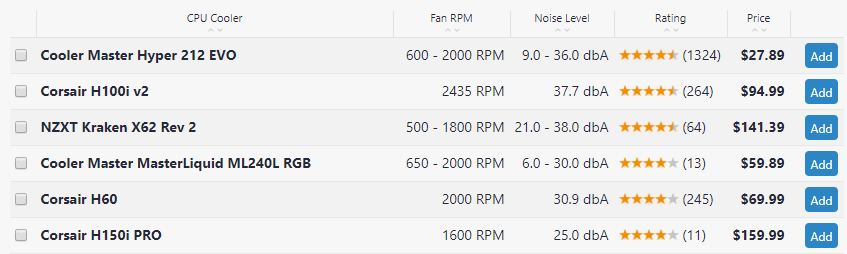 CPU Cooler Fan RPM Noise Level Rating Price
Cooler Master Hyper 212 EVO 600 - 2000 RPM 9.0 - 36.0 dbA (1324) $27.89 Add
Corsair H100i v2 2435 RPM 37.7 dbA (264) $94.99 Add
NZXT Kraken X62 Rev 2 500 - 1800 RPM 21.0 - 38.0 dbA (64) $141.39 Add
Cooler Master MasterLiquid ML240L RGB 650 - 2000 RPM 6.0 - 30.0 dbA (13) $59.89 Add
Corsair H60 2000 RPM 30.9 dbA (245) $69.99 Add
Corsair H150i PRO 1600 RPM 25.0 dbA (11) $159.99 Add